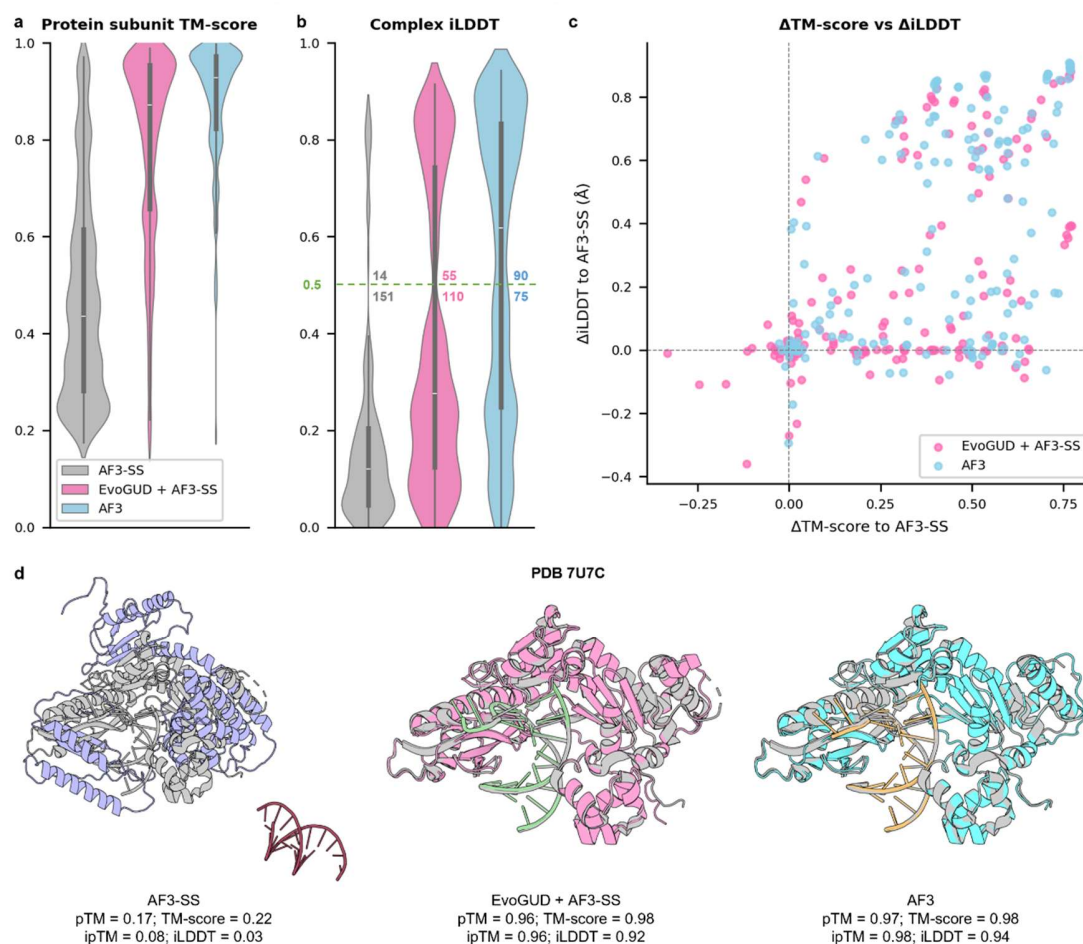 a
Protein subunit TM-score
1.0
0.8
0.6
0.4
0.2
0.0
AF3-SS
EvoGUD + AF3-SS
AF3
b
Complex iLDDT
1.0
0.8
0.6
0.5
0.4
0.2
0.0
14
55
90
151
110
75
c
ΔTM-score vs ΔiLDDT
ΔiLDDT to AF3-SS (Å)
0.8
0.6
0.4
0.2
0.0
−0.2
−0.4
EvoGUD + AF3-SS
AF3
−0.25
0.00
0.25
0.50
0.75
ΔTM-score to AF3-SS
d
PDB 7U7C
AF3-SS
pTM = 0.17; TM-score = 0.22
ipTM = 0.08; iLDDT = 0.03
EvoGUD + AF3-SS
pTM = 0.96; TM-score = 0.98
ipTM = 0.96; iLDDT = 0.92
AF3
pTM = 0.97; TM-score = 0.98
ipTM = 0.98; iLDDT = 0.94